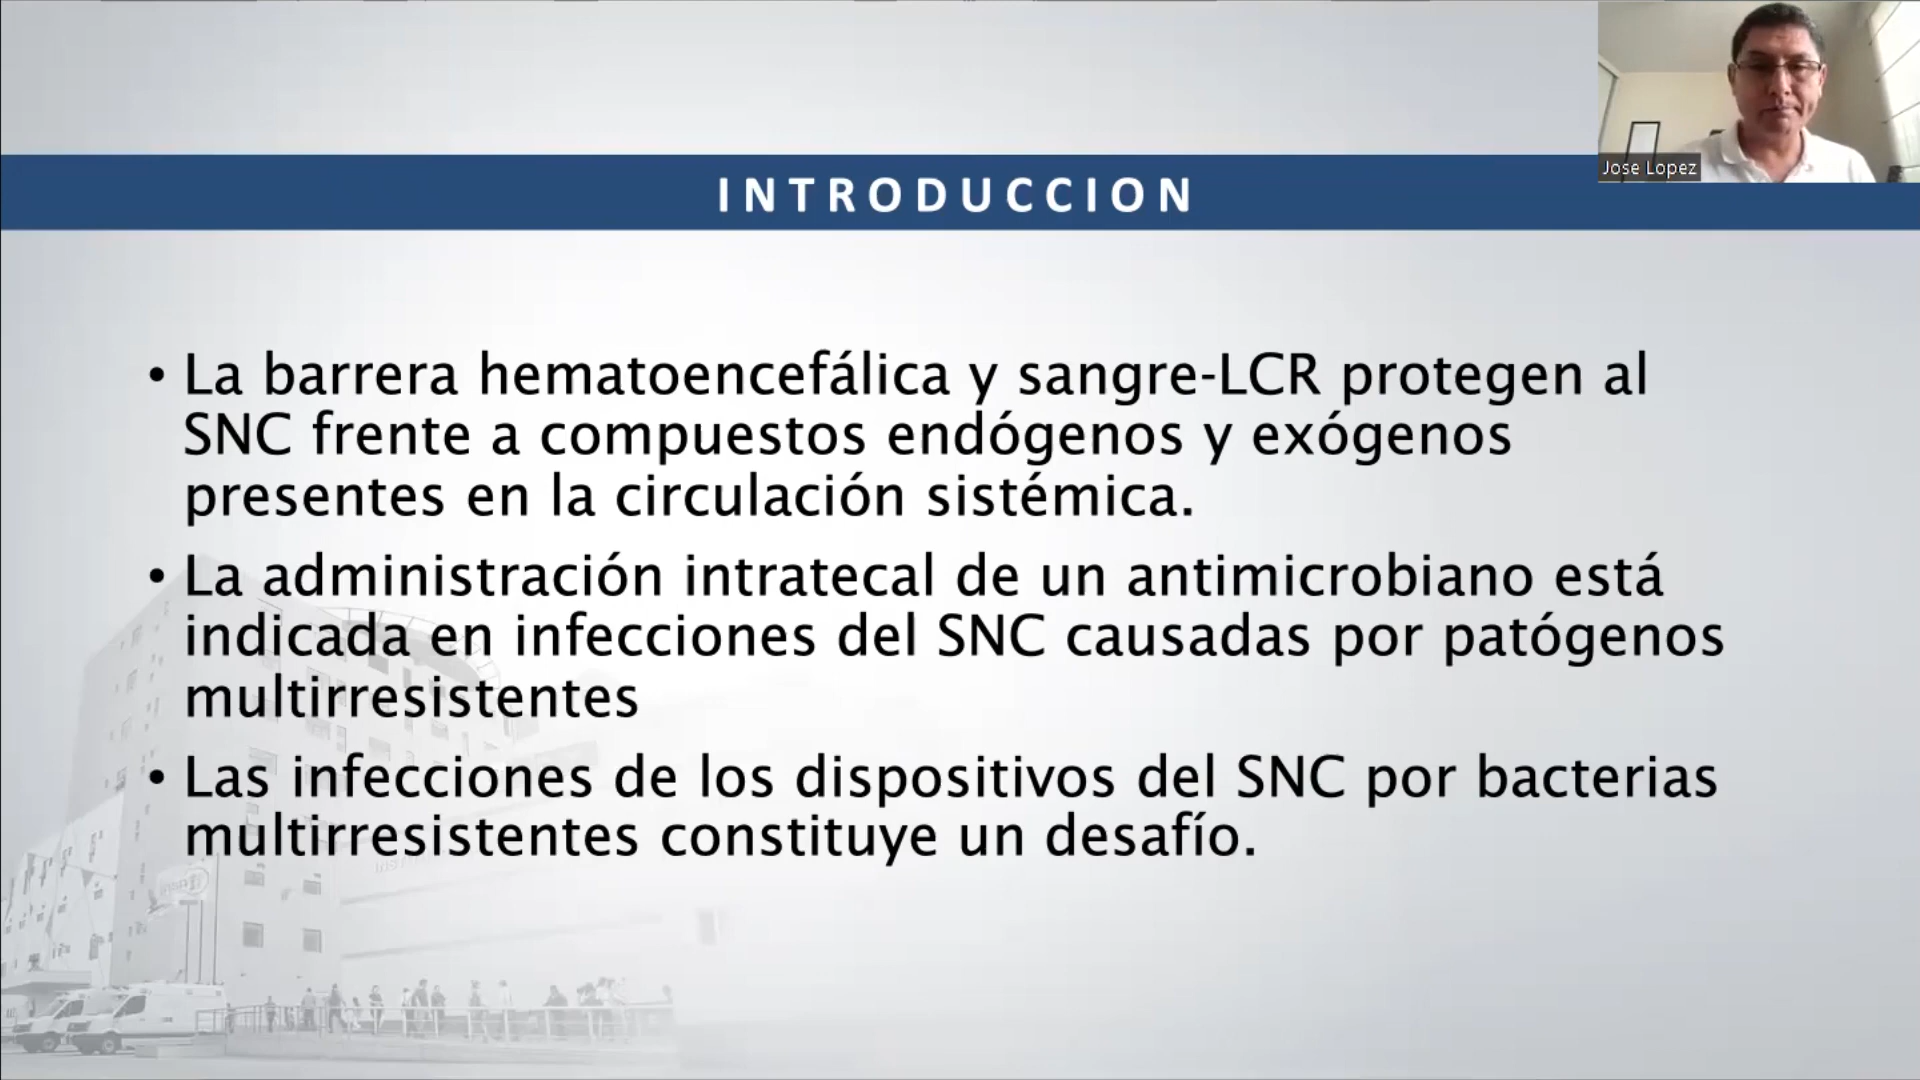 Jose Lopez
INTRODUCCION
• La barrera hematoencefálica y sangre-LCR protegen al
SNC frente a compuestos endógenos y exógenos
presentes en la circulación sistémica.
• La administración intratecal de un antimicrobiano está
indicada en infecciones del SNC causadas por patógenos
multirresistentes
• Las infecciones de los dispositivos del SNC por bacterias
multirresistentes constituye un desafío.